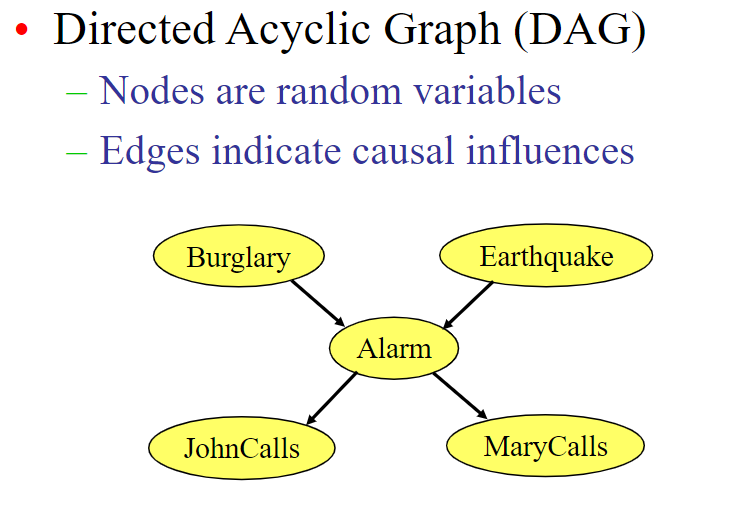 • Directed Acyclic Graph (DAG)
– Nodes are random variables
– Edges indicate causal influences
Burglary
Earthquake
Alarm
JohnCalls
MaryCalls